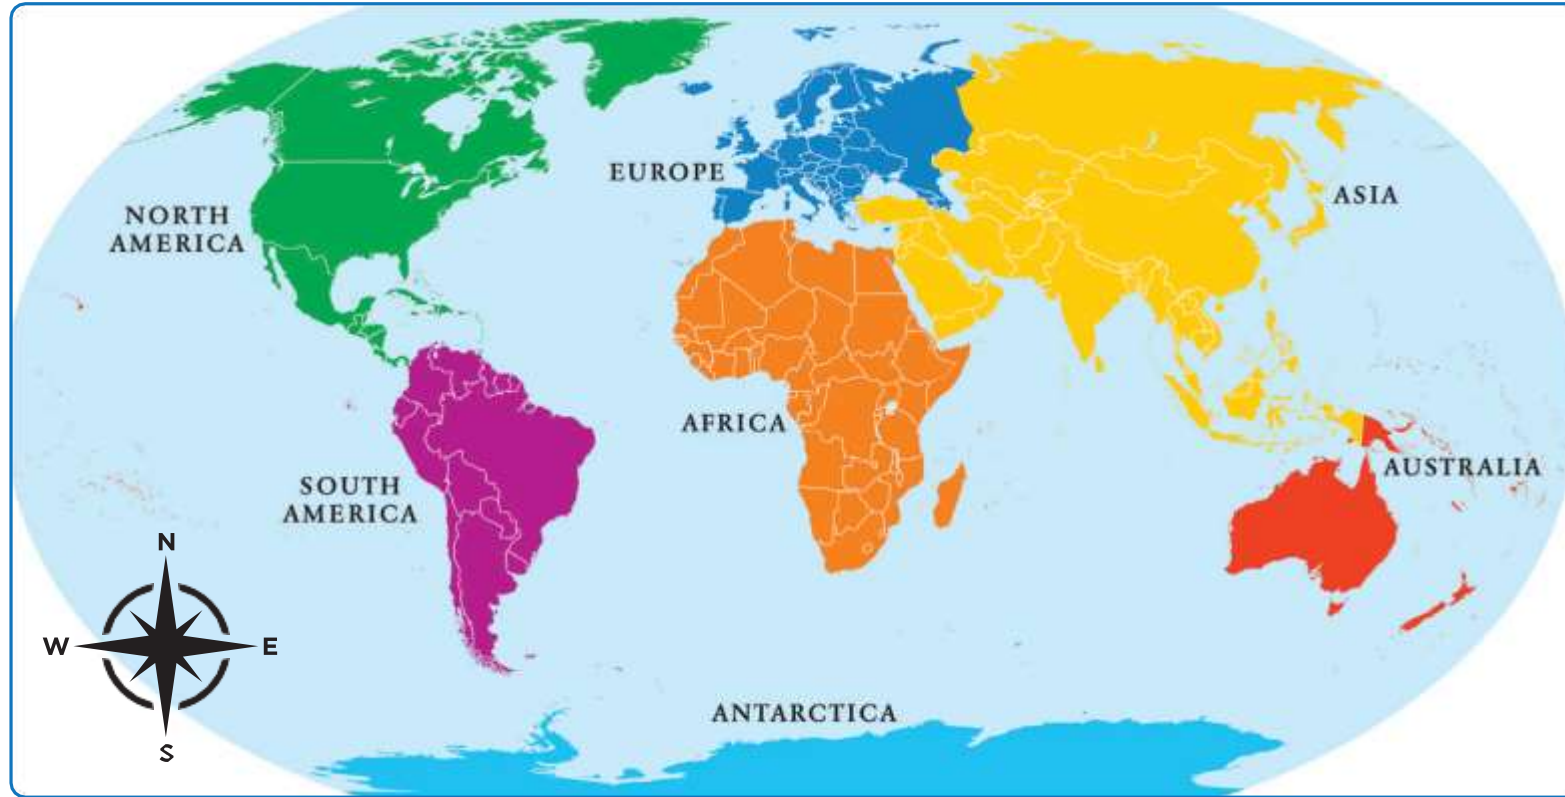 EUROPE
ASIA
NORTH
AMERICA
AFRICA
AUSTRALIA
SOUTH
AMERICA
N
W
E
S
ANTARCTICA